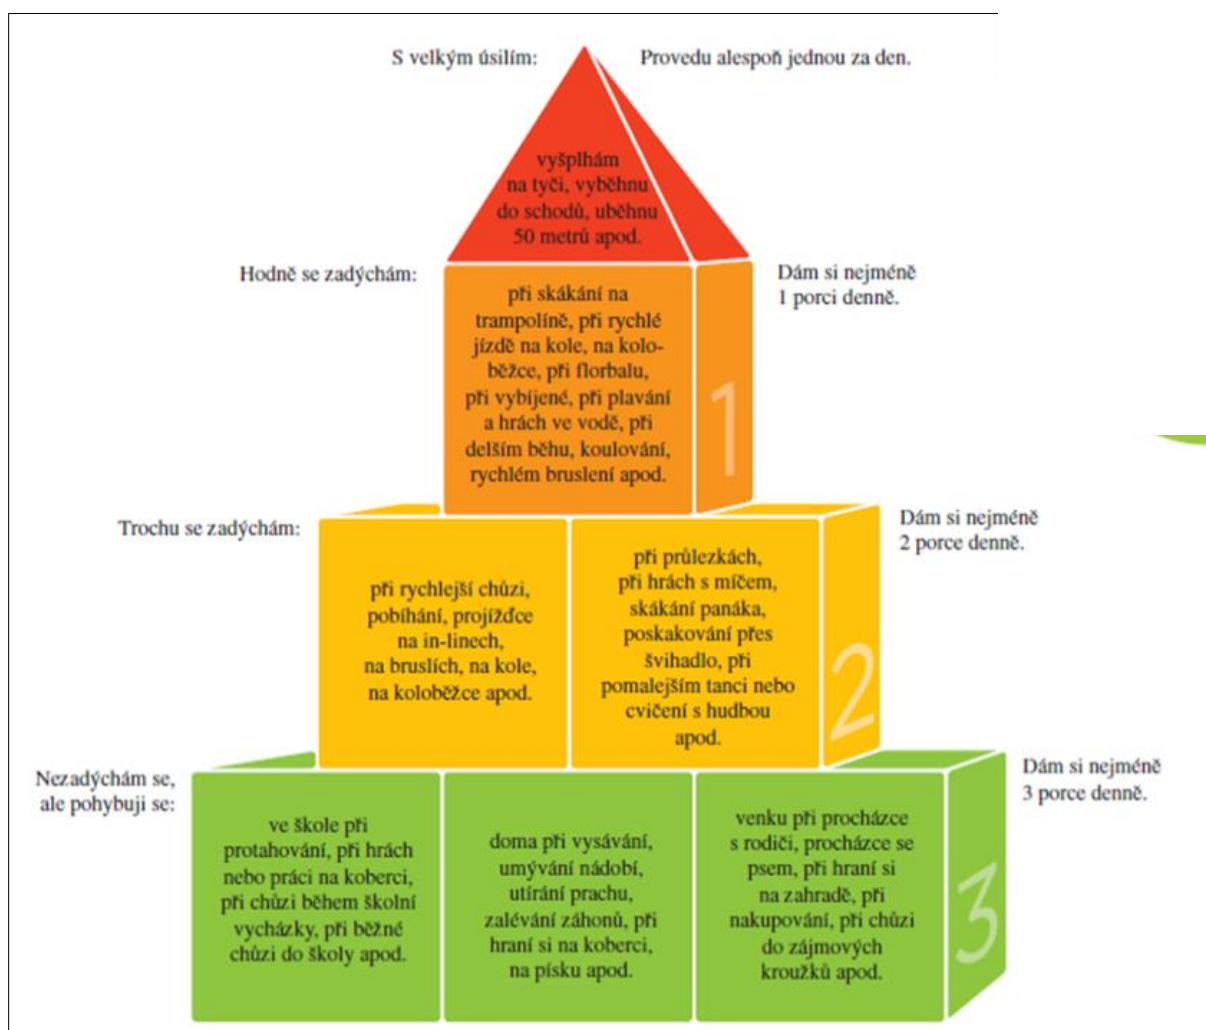 S velkým úsilím:
Provedu alespoň jednou za den.
vyšplhám
na tyči, vyběhnu
do schodů, uběhnu
50 metrů apod.
Hodně se zadýchám:
Dám si nejméně
1 porci denně.
při skákání na
trampolíně, při rychlé
jízdě na kole, na kolo-
běžce, při florbalu,
při vybíjené, při plavání
a hrách ve vodě, při
delším běhu, koulování,
rychlém bruslení apod.
1
Trochu se zadýchám:
Dám si nejméně
2 porce denně.
při rychlejší chůzi,
pobíhání, projížďce
na in-linech,
na bruslích, na kole,
na koloběžce apod.
při průlezkách,
při hrách s míčem,
skákání panáka,
poskakování přes
švihadlo, při
pomalejším tanci nebo
cvičení s hudbou
apod.
2
Nezadýchám se,
ale pohybuji se:
Dám si nejméně
3 porce denně.
ve škole při
protahování, při hrách
nebo práci na koberci,
při chůzi během školní
vycházky, při běžné
chůzi do školy apod.
doma při vysávání,
umývání nádobí,
utírání prachu,
zalévání záhonů, při
hraní si na koberci,
na písku apod.
venku při procházce
s rodiči, procházce se
psem, při hraní si
na zahradě, při
nakupování, při chůzi
do zájmových
kroužků apod.
3